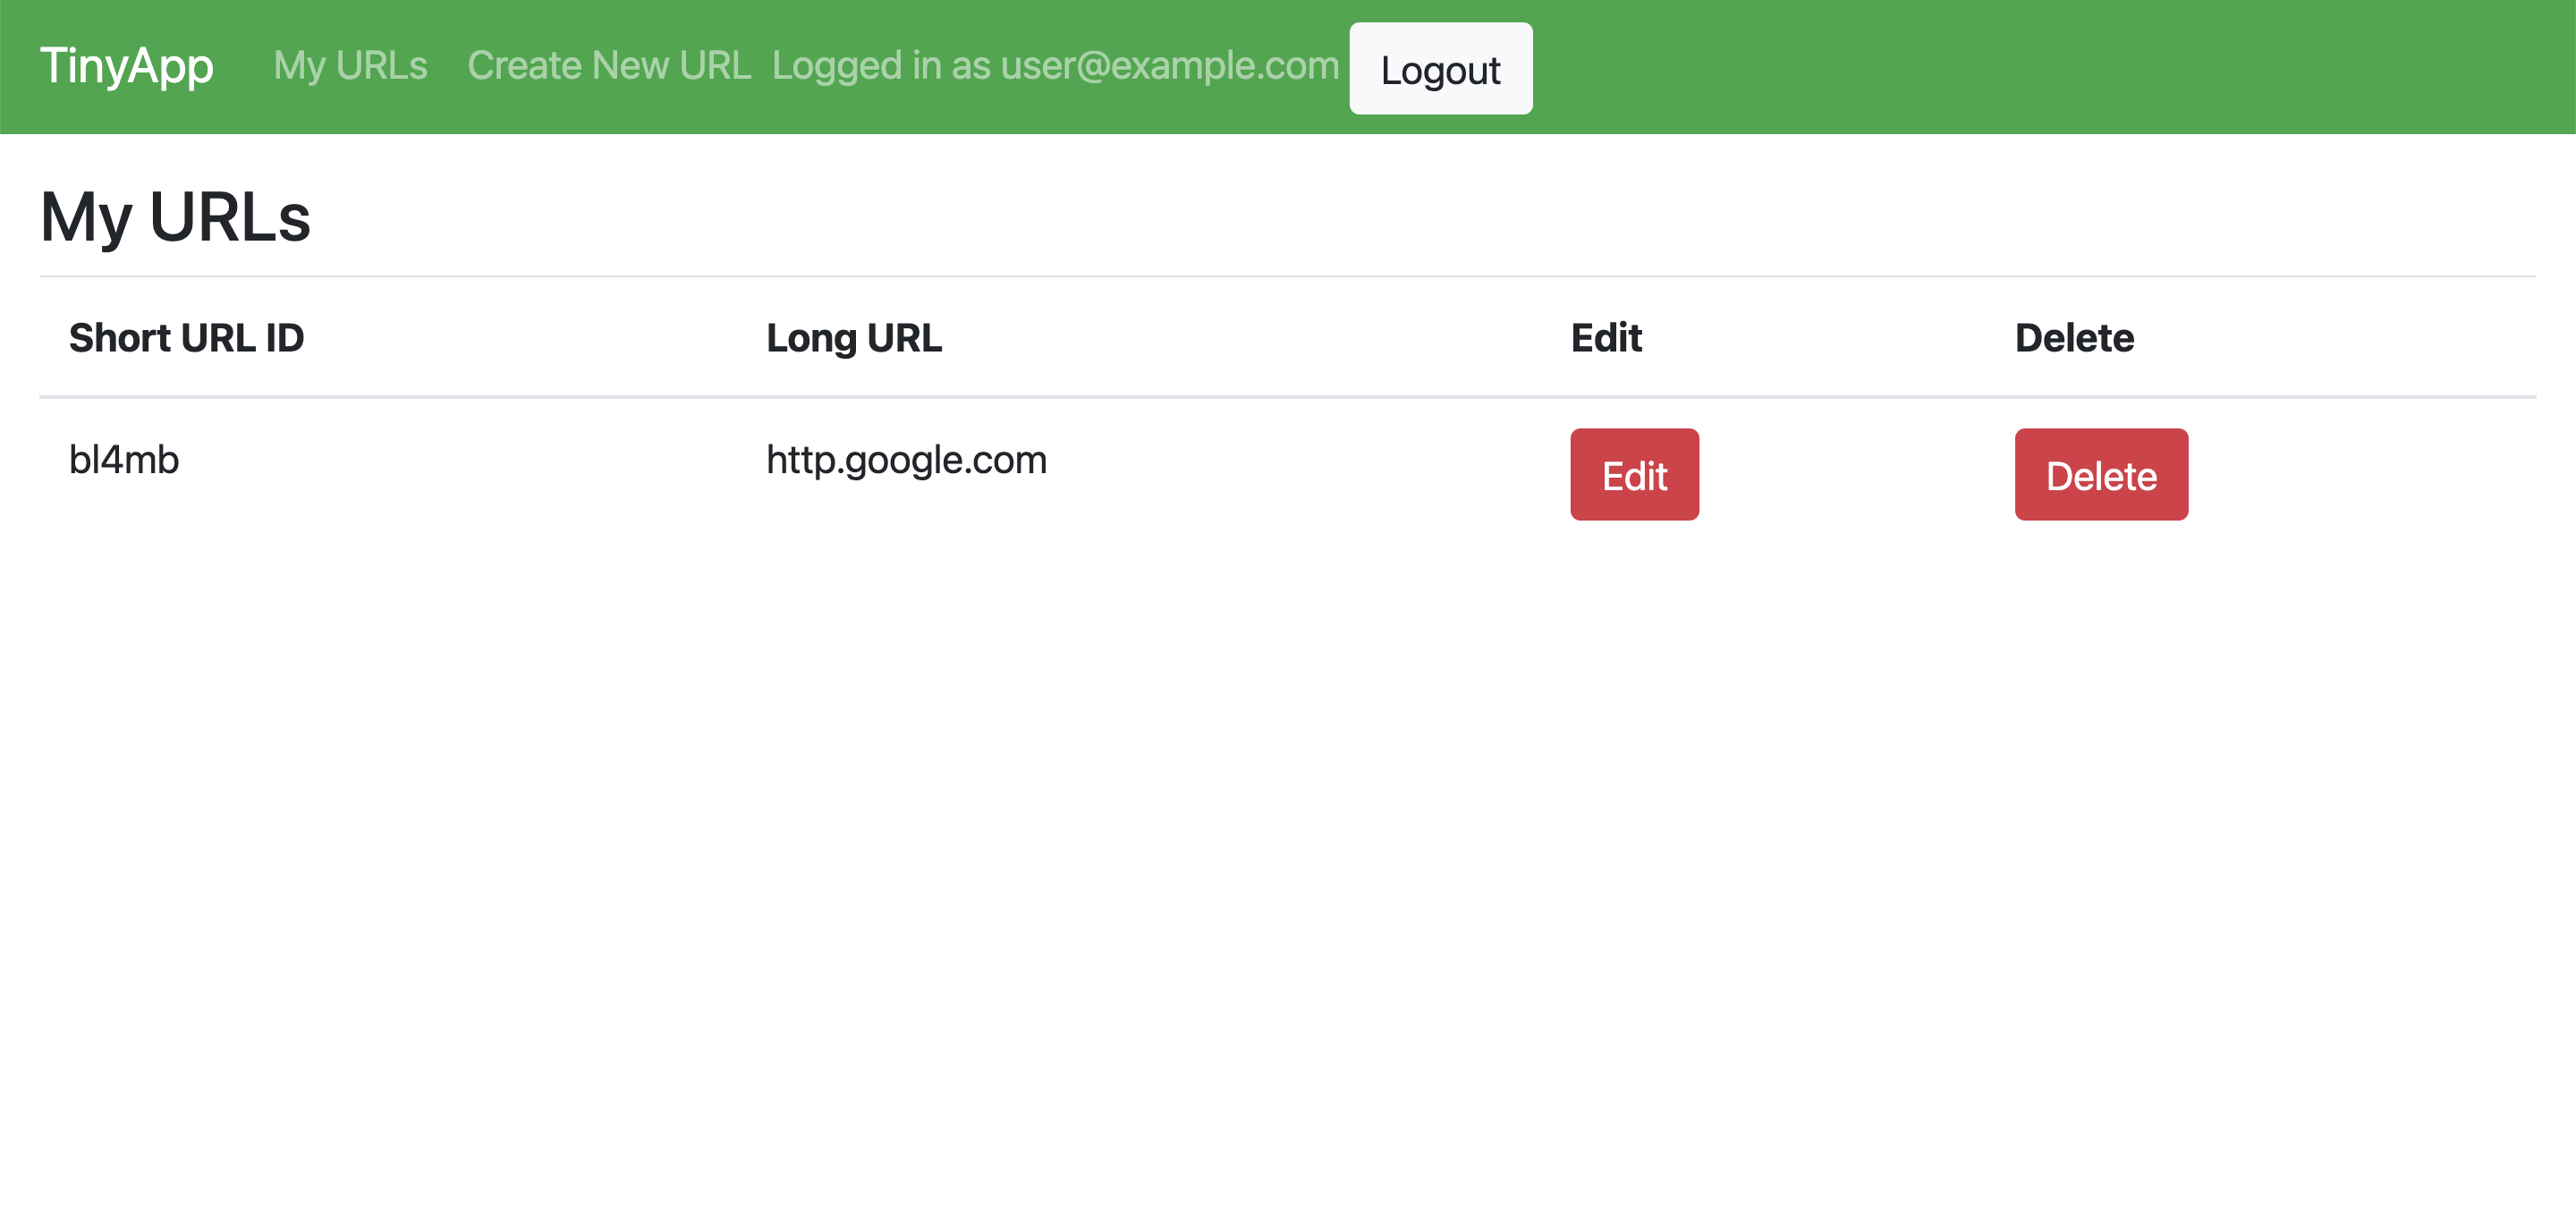 TinyApp My URLs Create New URL Logged in as user@example.com Logout
My URLs
Short URL ID Long URL Edit Delete
bl4mb http.google.com Edit Delete